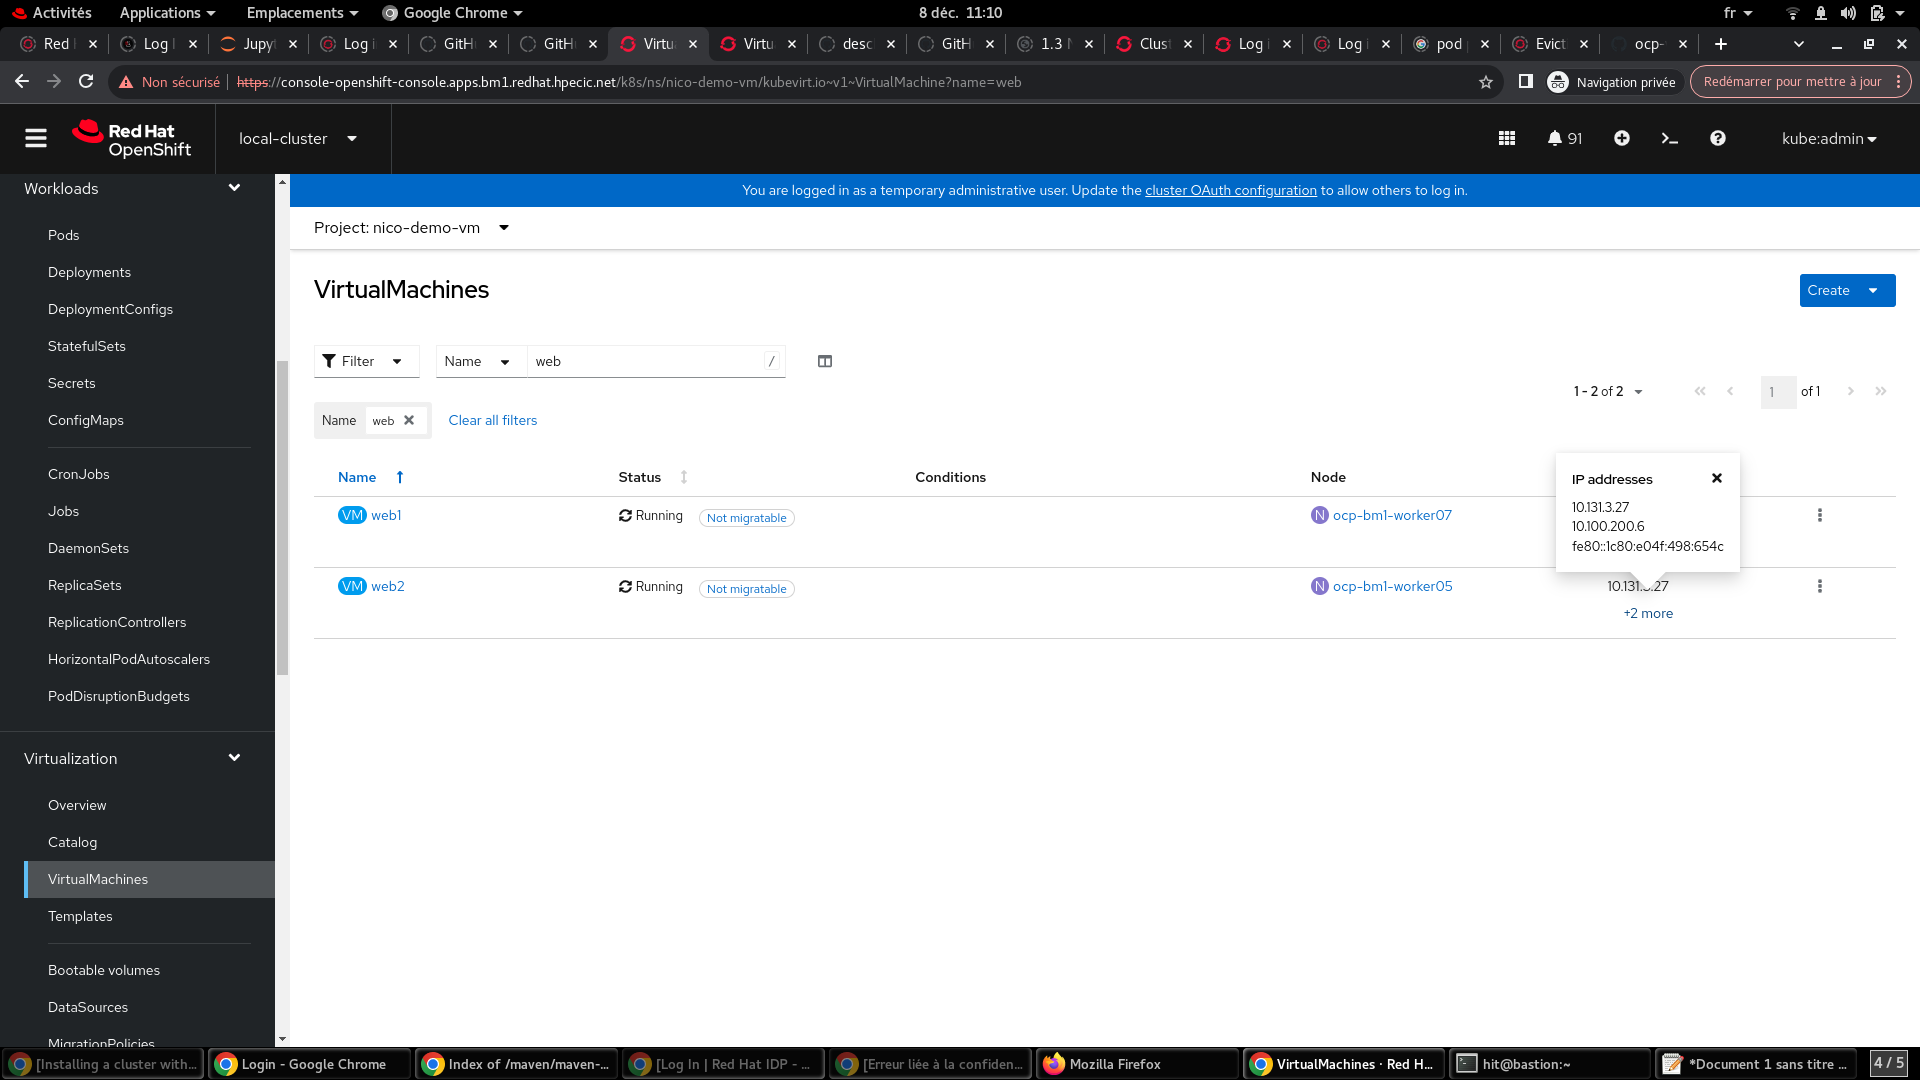 Activités Applications Emplacements Google Chrome 8 déc. 11:10 fr
Red Log Jupy Log i GitHu GitHu Virtu Virtu desc GitH 1.3 Clust Log i Log i pod Evict ocp-
Non sécurisé https://console-openshift-console.apps.bm1.redhat.hpecic.net/k8s/ns/nico-demo-vm/kubevirt.io~v1~VirtualMachine?name=web Navigation privée Redémarrer pour mettre à jour
Red Hat
OpenShift
local-cluster
91
kube:admin
You are logged in as a temporary administrative user. Update the cluster OAuth configuration to allow others to log in.
Workloads
Pods
Deployments
DeploymentConfigs
StatefulSets
Secrets
ConfigMaps
CronJobs
Jobs
DaemonSets
ReplicaSets
ReplicationControllers
HorizontalPodAutoscalers
PodDisruptionBudgets
Virtualization
Overview
Catalog
VirtualMachines
Templates
Bootable volumes
DataSources
MigrationPolicies
Project: nico-demo-vm
VirtualMachines
Create
Filter Name web /
1 - 2 of 2 1 of 1
Name web Clear all filters
Name Status Conditions Node
VM web1 Running Not migratable N ocp-bm1-worker07
IP addresses
10.131.3.27
10.100.200.6
fe80::1c80:e04f:498:654c
VM web2 Running Not migratable N ocp-bm1-worker05 10.131.3.27
+2 more
[Installing a cluster with... Login - Google Chrome Index of /maven/maven-... [Log In | Red Hat IDP - ... [Erreur liée à la confiden... Mozilla Firefox VirtualMachines · Red H... hit@bastion:~ *Document 1 sans titre ... 4 / 5